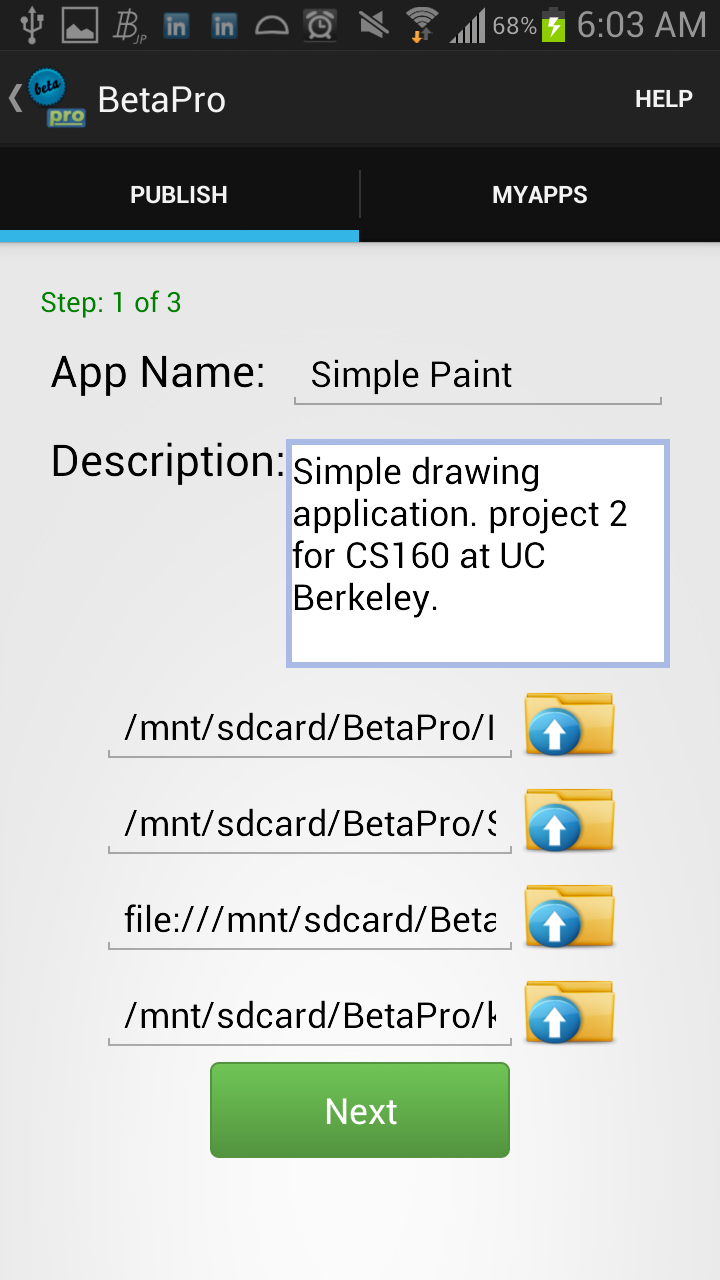 68% 6:03 AM
beta pro BetaPro HELP
PUBLISH MYAPPS
Step: 1 of 3
App Name: Simple Paint
Description:
Simple drawing
application. project 2
for CS160 at UC
Berkeley.
/mnt/sdcard/BetaPro/
/mnt/sdcard/BetaPro/S
file:///mnt/sdcard/Beta
/mnt/sdcard/BetaPro/k
Next